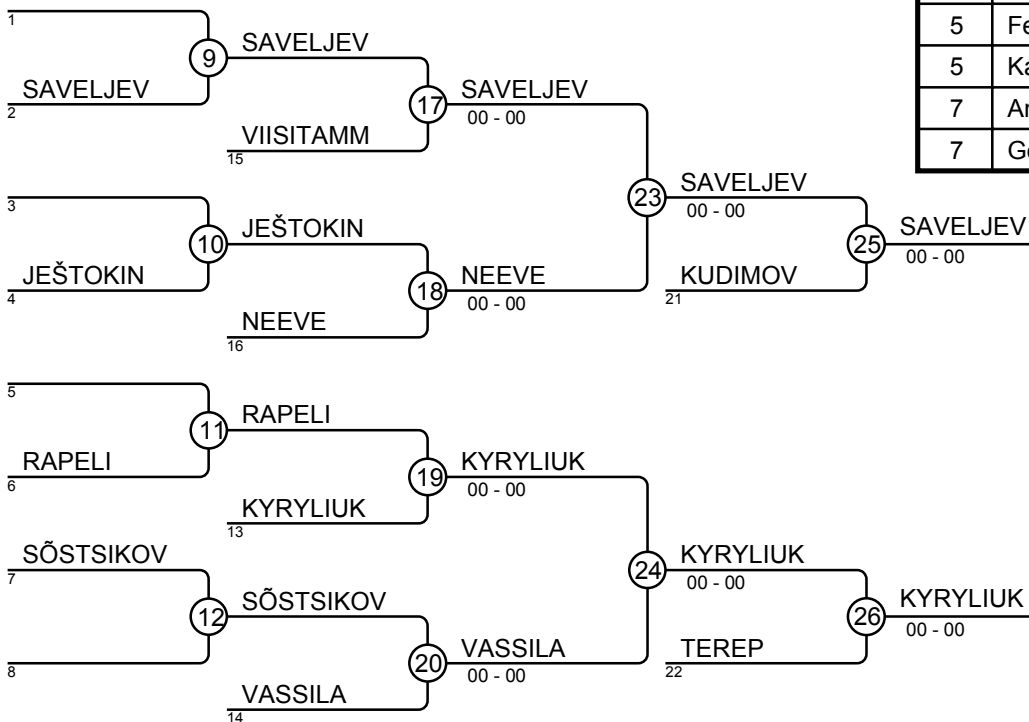 1
5 Fe
9 SAVELJEV
5 Ka
SAVELJEV
2
17 SAVELJEV
00 - 00
7 Ar
VIISITAMM
15
7 Ge
3
23 SAVELJEV
00 - 00
10 JEŠTOKIN
25 SAVELJEV
00 - 00
JEŠTOKIN
4
18 NEEVE
00 - 00
KUDIMOV
21
NEEVE
16
5
11 RAPELI
RAPELI
6
19 KYRYLIUK
00 - 00
KYRYLIUK
13
SÕSTSIKOV
7
24 KYRYLIUK
00 - 00
12 SÕSTSIKOV
26 KYRYLIUK
00 - 00
8
20 VASSILA
00 - 00
TEREP
22
VASSILA
14